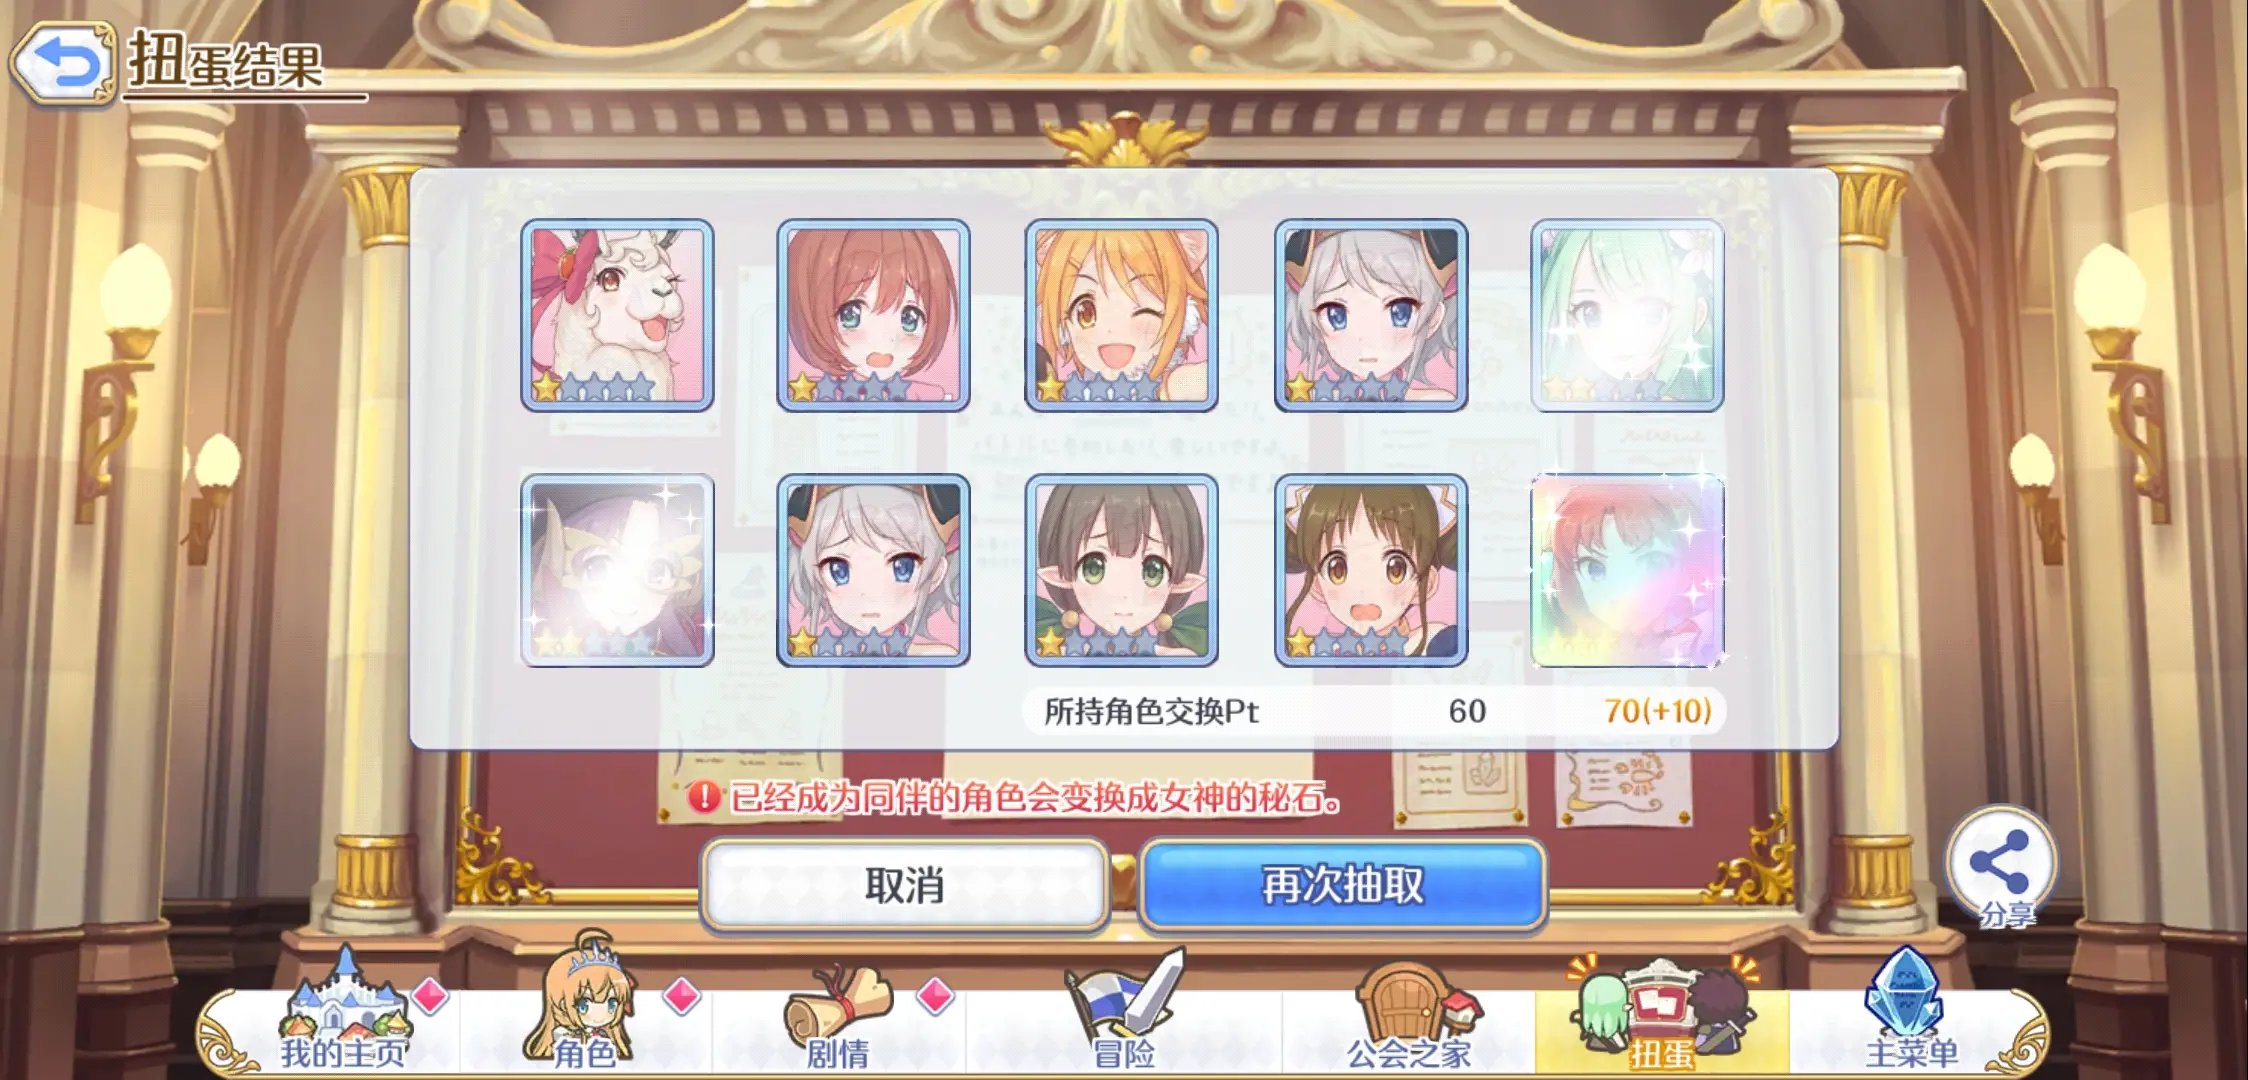 扭蛋结果
所持角色交换Pt 60 70(+10)
已经成为同伴的角色会变换成女神的秘石。
取消
再次抽取
分享
我的主页
角色
剧情
冒险
公会之家
扭蛋
主菜单